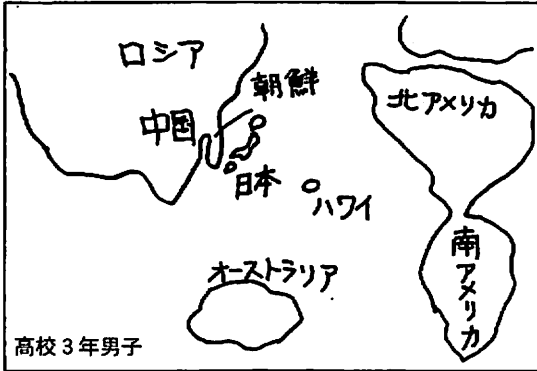 ロシア
朝鮮
中国
北アメリカ
日本
ハワイ
南アメリカ
オーストラリア
高校3年男子